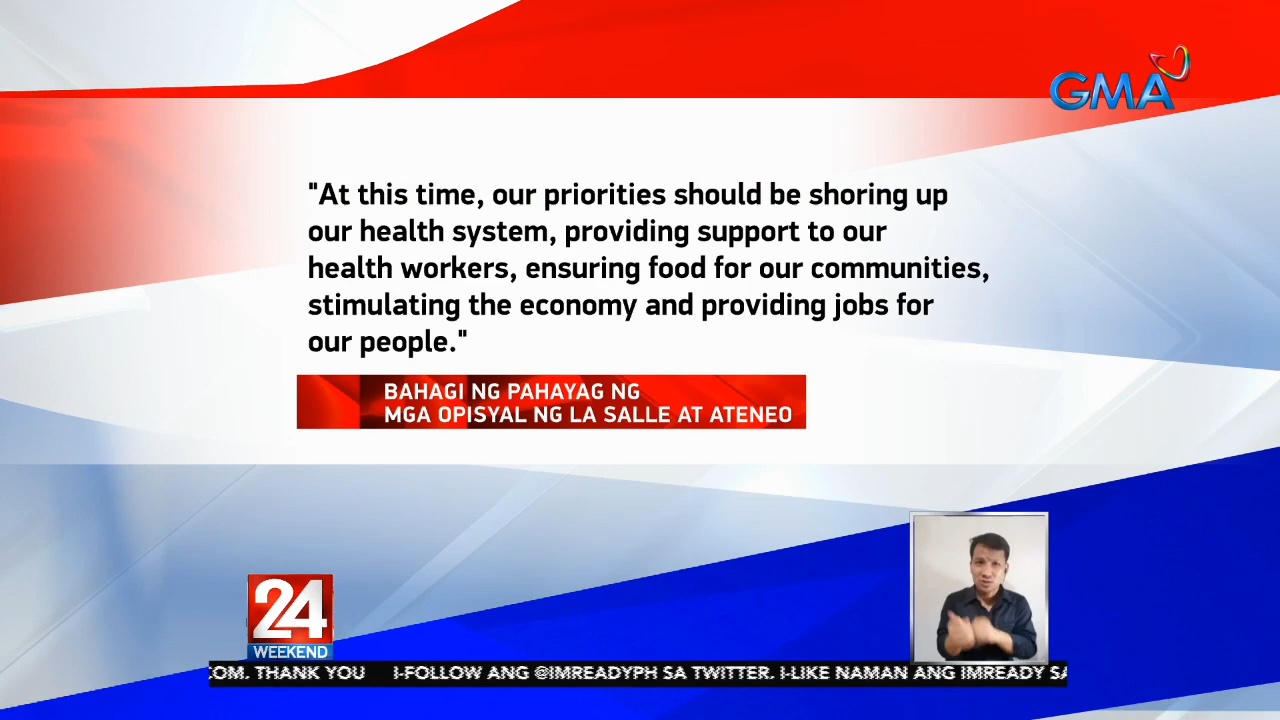 GMA
"At this time, our priorities should be shoring up
our health system, providing support to our
health workers, ensuring food for our communities,
stimulating the economy and providing jobs for
our people."
BAHAGI NG PAHAYAG NG
MGA OPISYAL NG LA SALLE AT ATENEO
24
WEEKEND
COM. THANK YOU I-FOLLOW ANG @IMREADYPH SA TWITTER. I-LIKE NAMAN ANG IMREADY SA